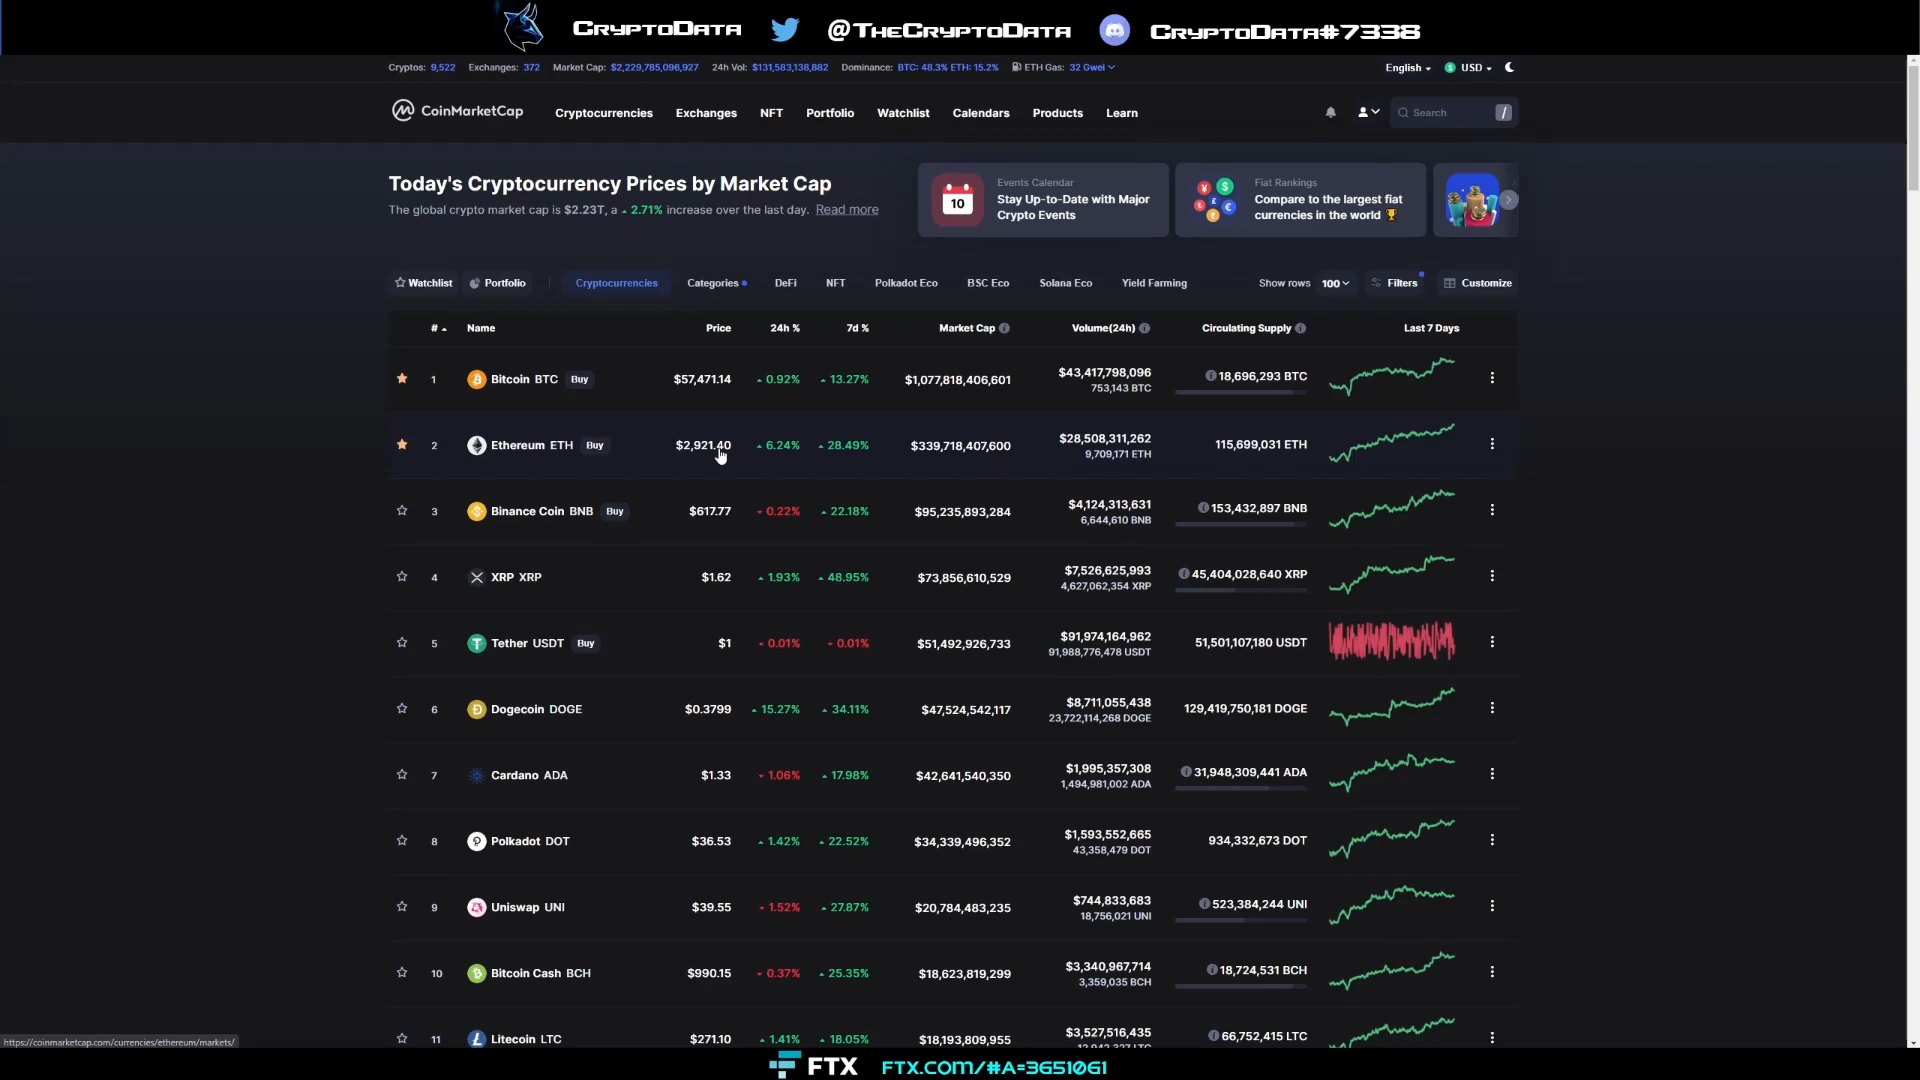 CryptoData @TheCryptoData CryptoData#7338
Cryptos: 9,522 Exchanges: 372 Market Cap: $2,229,785,096,927 24h Vol: $131,583,138,882 Dominance: BTC: 48.3% ETH: 15.2% ETH Gas: 32 Gwei English USD
CoinMarketCap Cryptocurrencies Exchanges NFT Portfolio Watchlist Calendars Products Learn Search /
Today's Cryptocurrency Prices by Market Cap
The global crypto market cap is $2.23T, a 2.71% increase over the last day. Read more
10
Events Calendar
Stay Up-to-Date with Major
Crypto Events
Fiat Rankings
Compare to the largest fiat
currencies in the world
Watchlist Portfolio Cryptocurrencies Categories DeFi NFT Polkadot Eco BSC Eco Solana Eco Yield Farming Show rows 100 Filters Customize
# Name Price 24h % 7d % Market Cap Volume(24h) Circulating Supply Last 7 Days
1 Bitcoin BTC Buy $57,471.14 0.92% 13.27% $1,077,818,406,601 $43,417,798,096 18,696,293 BTC
753,143 BTC
2 Ethereum ETH Buy $2,921.40 6.24% 28.49% $339,718,407,600 $28,508,311,262 115,699,031 ETH
9,709,171 ETH
3 Binance Coin BNB Buy $617.77 0.22% 22.18% $95,235,893,284 $4,124,313,631 153,432,897 BNB
6,644,610 BNB
4 XRP XRP $1.62 1.93% 48.95% $73,856,610,529 $7,526,625,993 45,404,028,640 XRP
4,627,062,354 XRP
5 Tether USDT Buy $1 0.01% 0.01% $51,492,926,733 $91,974,164,962 51,501,107,180 USDT
91,988,776,478 USDT
6 Dogecoin DOGE $0.3799 15.27% 34.11% $47,524,542,117 $8,711,055,438 129,419,750,181 DOGE
23,722,114,268 DOGE
7 Cardano ADA $1.33 1.06% 17.98% $42,641,540,350 $1,995,357,308 31,948,309,441 ADA
1,494,981,002 ADA
8 Polkadot DOT $36.53 1.42% 22.52% $34,339,496,352 $1,593,552,665 934,332,673 DOT
43,358,479 DOT
9 Uniswap UNI $39.55 1.52% 27.87% $20,784,483,235 $744,833,683 523,384,244 UNI
18,756,021 UNI
10 Bitcoin Cash BCH $990.15 0.37% 25.35% $18,623,819,299 $3,340,967,714 18,724,531 BCH
3,359,035 BCH
11 Litecoin LTC $271.10 1.41% 18.05% $18,193,809,955 $3,527,516,435 66,752,415 LTC
https://coinmarketcap.com/currencies/ethereum/markets/
FTX FTX.com/#a=3651061